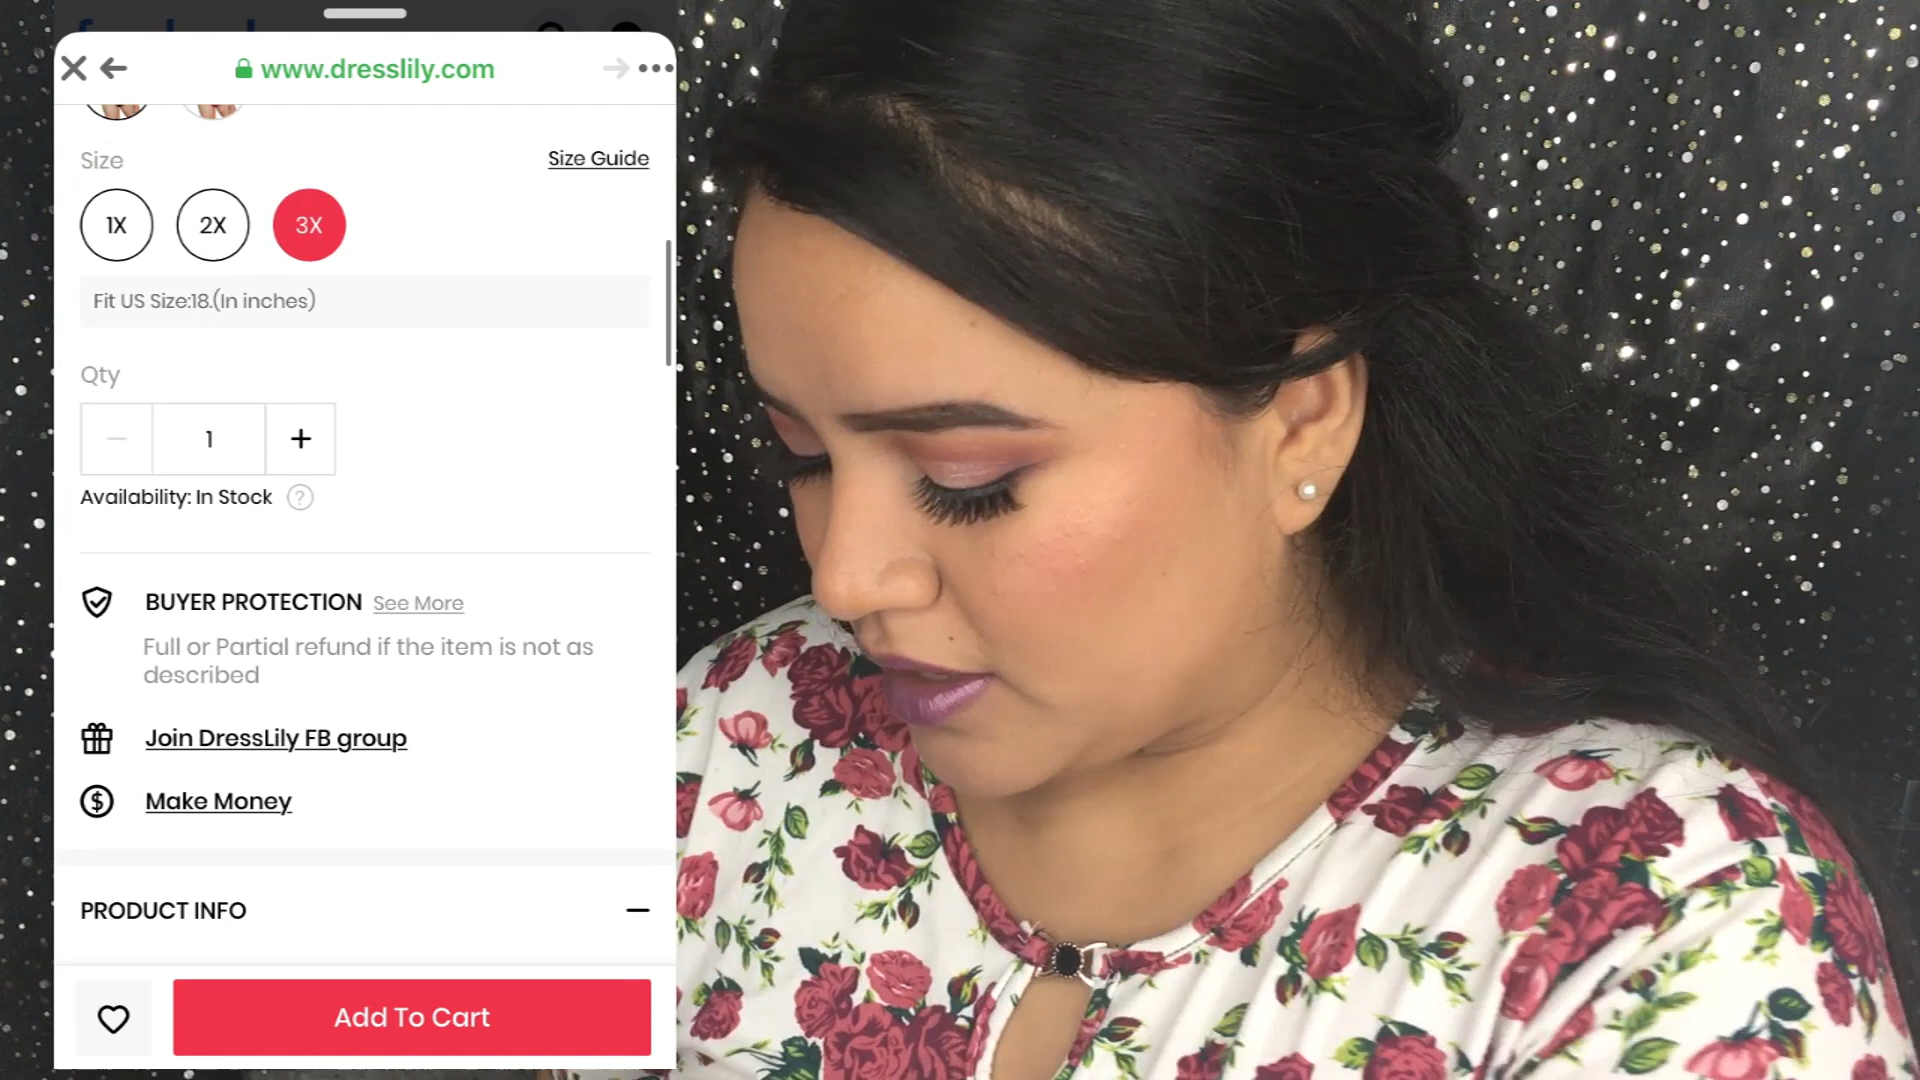 www.dresslily.com
Size
Size Guide
1X
2X
3X
Fit US Size:18.(In inches)
Qty
1
Availability: In Stock
?
BUYER PROTECTION See More
Full or Partial refund if the item is not as
described
Join DressLily FB group
$
Make Money
PRODUCT INFO
Add To Cart